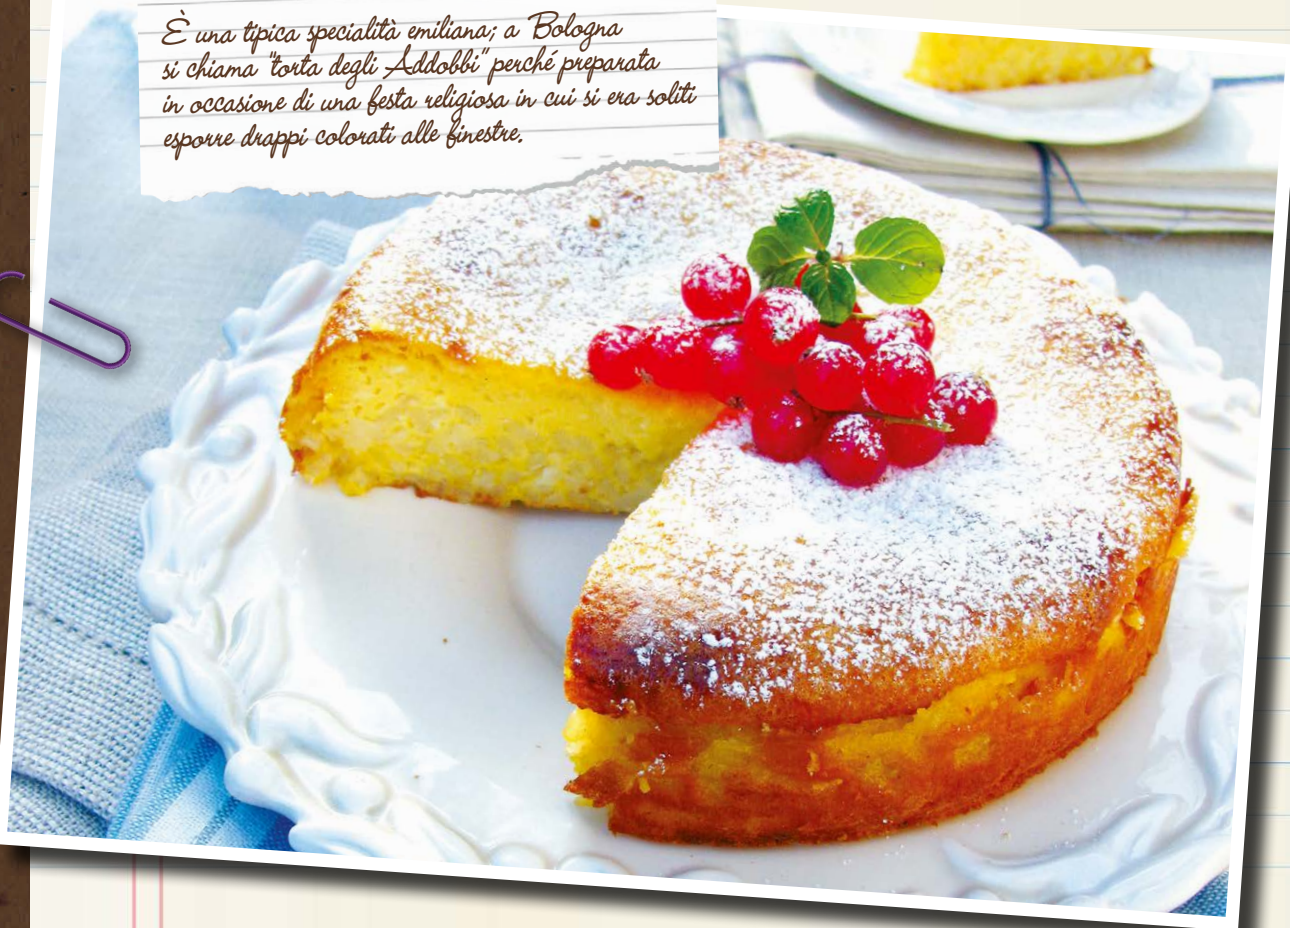 È una tipica specialità emiliana; a Bologna
si chiama "torta degli Addobbi" perché preparata
in occasione di una festa religiosa in cui si era soliti
esporre drappi colorati alle finestre.